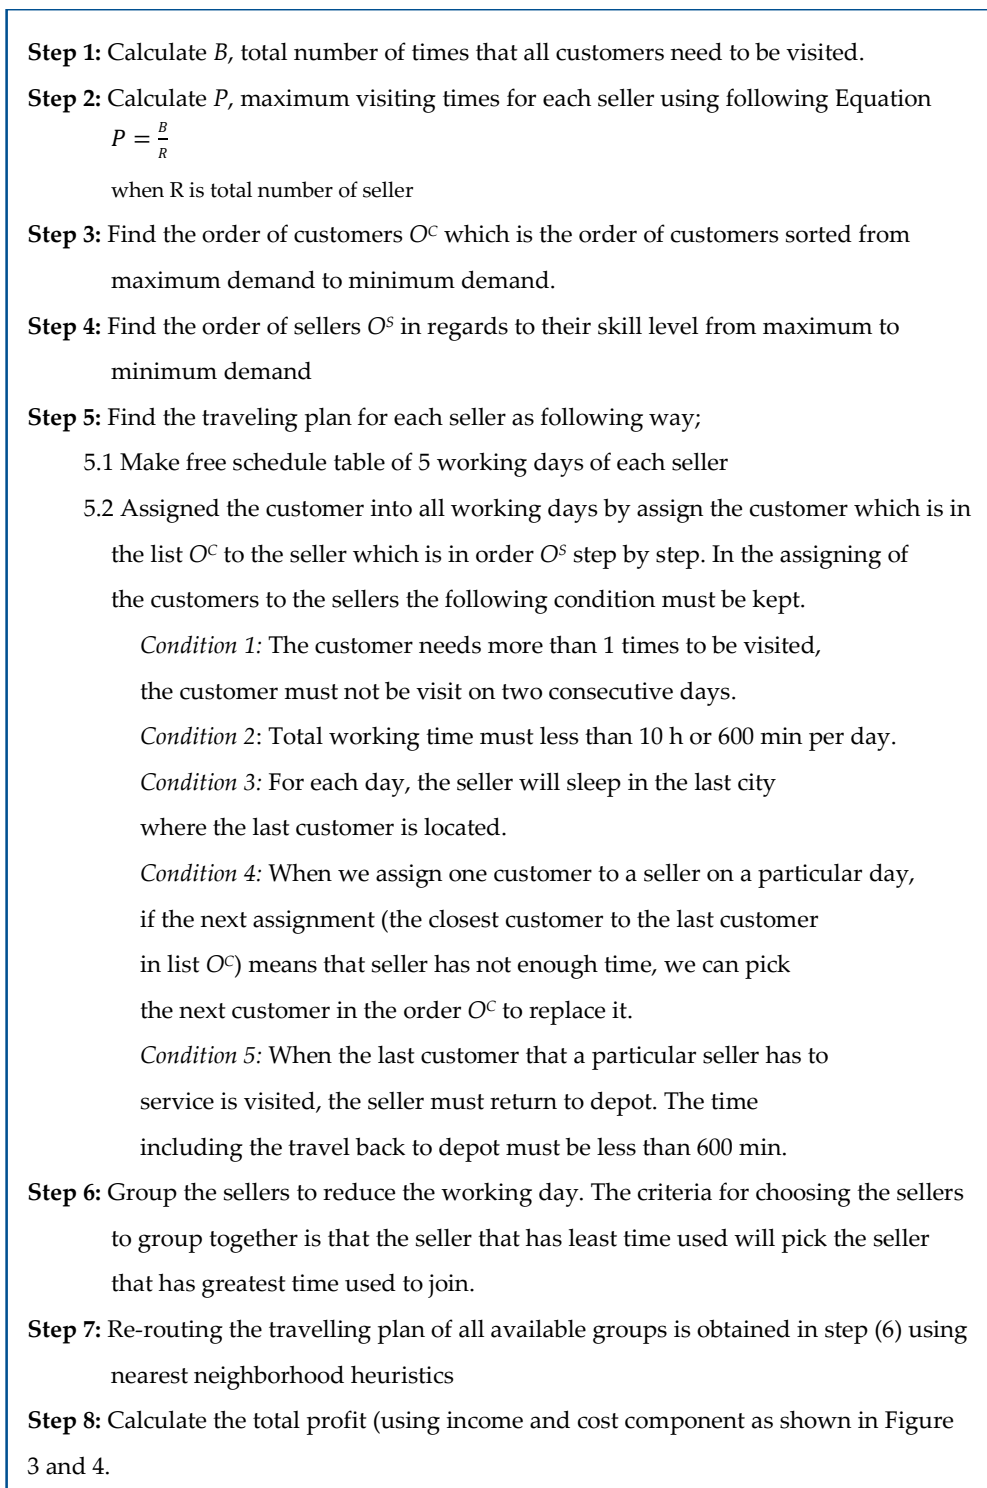 Step 1: Calculate B, total number of times that all customers need to be visited.
Step 2: Calculate P, maximum visiting times for each seller using following Equation
P = B/R
when R is total number of seller
Step 3: Find the order of customers O^C which is the order of customers sorted from
maximum demand to minimum demand.
Step 4: Find the order of sellers O^S in regards to their skill level from maximum to
minimum demand
Step 5: Find the traveling plan for each seller as following way;
5.1 Make free schedule table of 5 working days of each seller
5.2 Assigned the customer into all working days by assign the customer which is in
the list O^C to the seller which is in order O^S step by step. In the assigning of
the customers to the sellers the following condition must be kept.
Condition 1: The customer needs more than 1 times to be visited,
the customer must not be visit on two consecutive days.
Condition 2: Total working time must less than 10 h or 600 min per day.
Condition 3: For each day, the seller will sleep in the last city
where the last customer is located.
Condition 4: When we assign one customer to a seller on a particular day,
if the next assignment (the closest customer to the last customer
in list O^C) means that seller has not enough time, we can pick
the next customer in the order O^C to replace it.
Condition 5: When the last customer that a particular seller has to
service is visited, the seller must return to depot. The time
including the travel back to depot must be less than 600 min.
Step 6: Group the sellers to reduce the working day. The criteria for choosing the sellers
to group together is that the seller that has least time used will pick the seller
that has greatest time used to join.
Step 7: Re-routing the travelling plan of all available groups is obtained in step (6) using
nearest neighborhood heuristics
Step 8: Calculate the total profit (using income and cost component as shown in Figure
3 and 4.